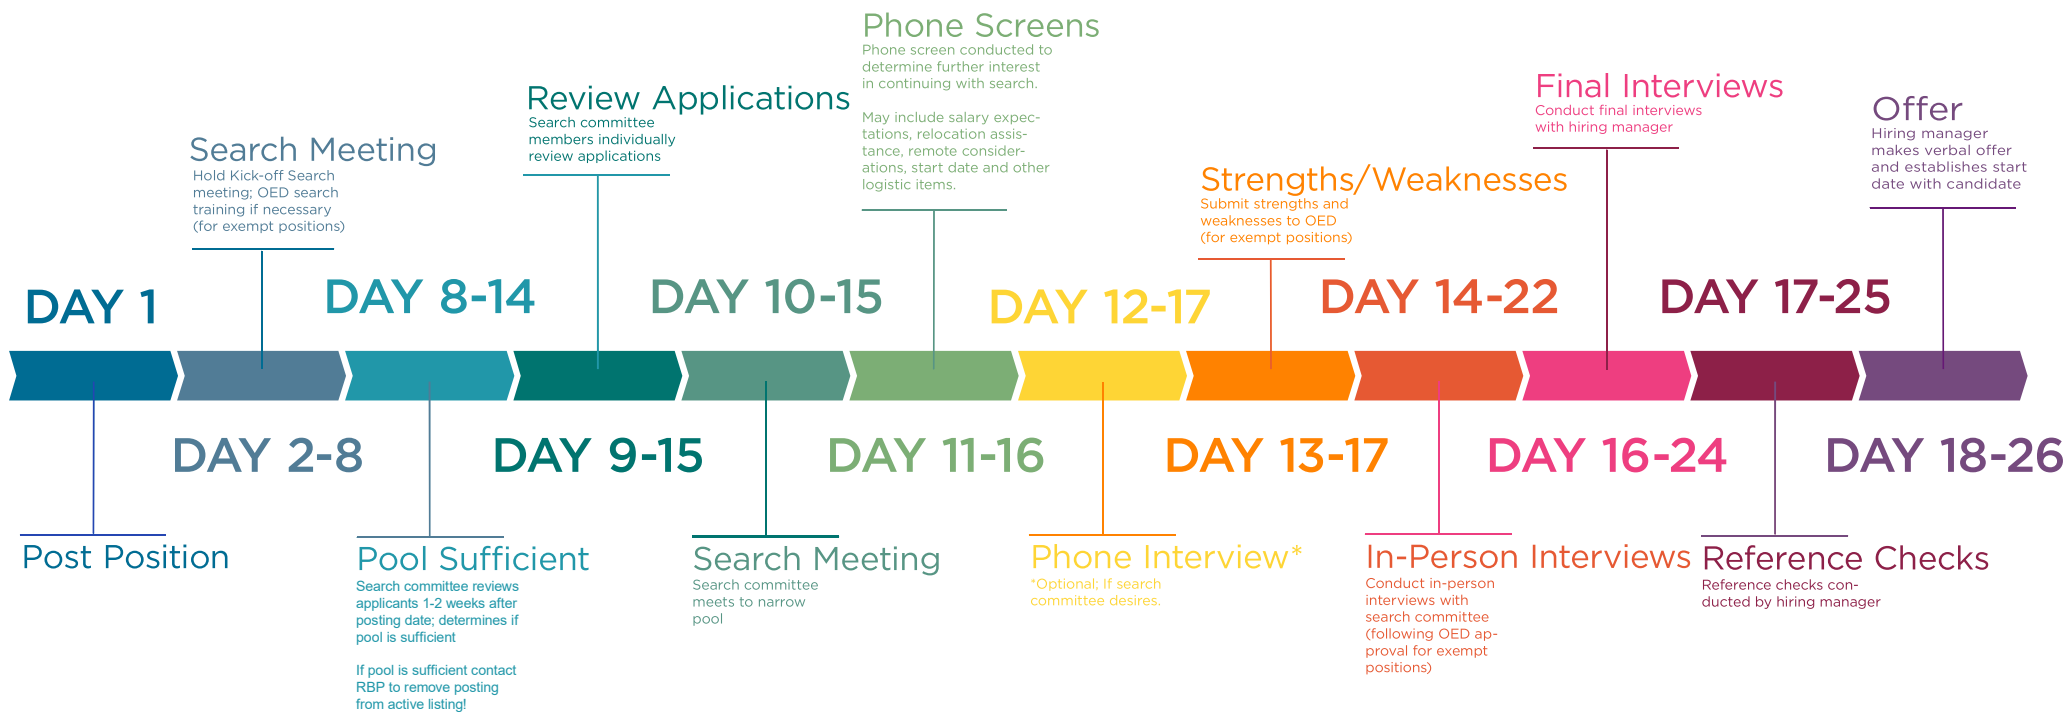 DAY 1
Post Position
Search Meeting
Hold Kick-off Search
meeting; OED search
training if necessary
(for exempt positions)
DAY 2-8
DAY 8-14
Pool Sufficient
Search committee reviews
applicants 1-2 weeks after
posting date; determines if
pool is sufficient
If pool is sufficient contact
RBP to remove posting
from active listing!
Review Applications
Search committee
members individually
review applications
DAY 9-15
DAY 10-15
Search Meeting
Search committee
meets to narrow
pool
Phone Screens
Phone screen conducted to
determine further interest
in continuing with search.
May include salary expec-
tations, relocation assis-
tance, remote consider-
ations, start date and other
logistic items.
DAY 11-16
DAY 12-17
Phone Interview*
*Optional; If search
committee desires.
Strengths/Weaknesses
Submit strengths and
weaknesses to OED
(for exempt positions)
DAY 13-17
DAY 14-22
In-Person Interviews
Conduct in-person
interviews with
search committee
(following OED ap-
proval for exempt
positions)
Final Interviews
Conduct final interviews
with hiring manager
DAY 16-24
DAY 17-25
Reference Checks
Reference checks con-
ducted by hiring manager
Offer
Hiring manager
makes verbal offer
and establishes start
date with candidate
DAY 18-26